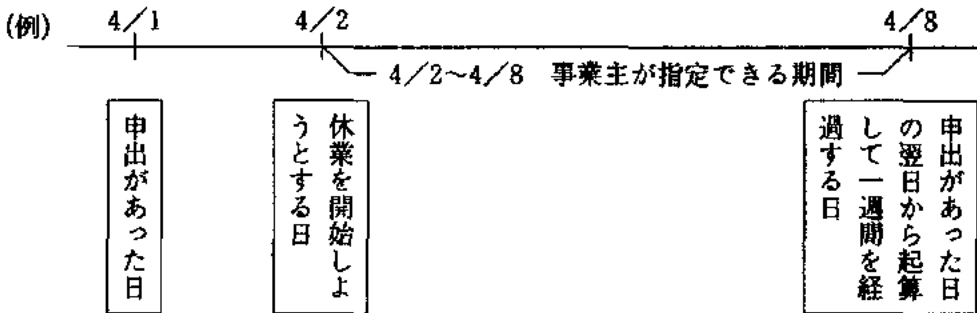 (例) 4/1 4/2 4/8
4/2~4/8 事業主が指定できる期間
申出があった日
休業を開始しよ
うとする日
申出があった日
の翌日から起算
して一週間を経
過する日